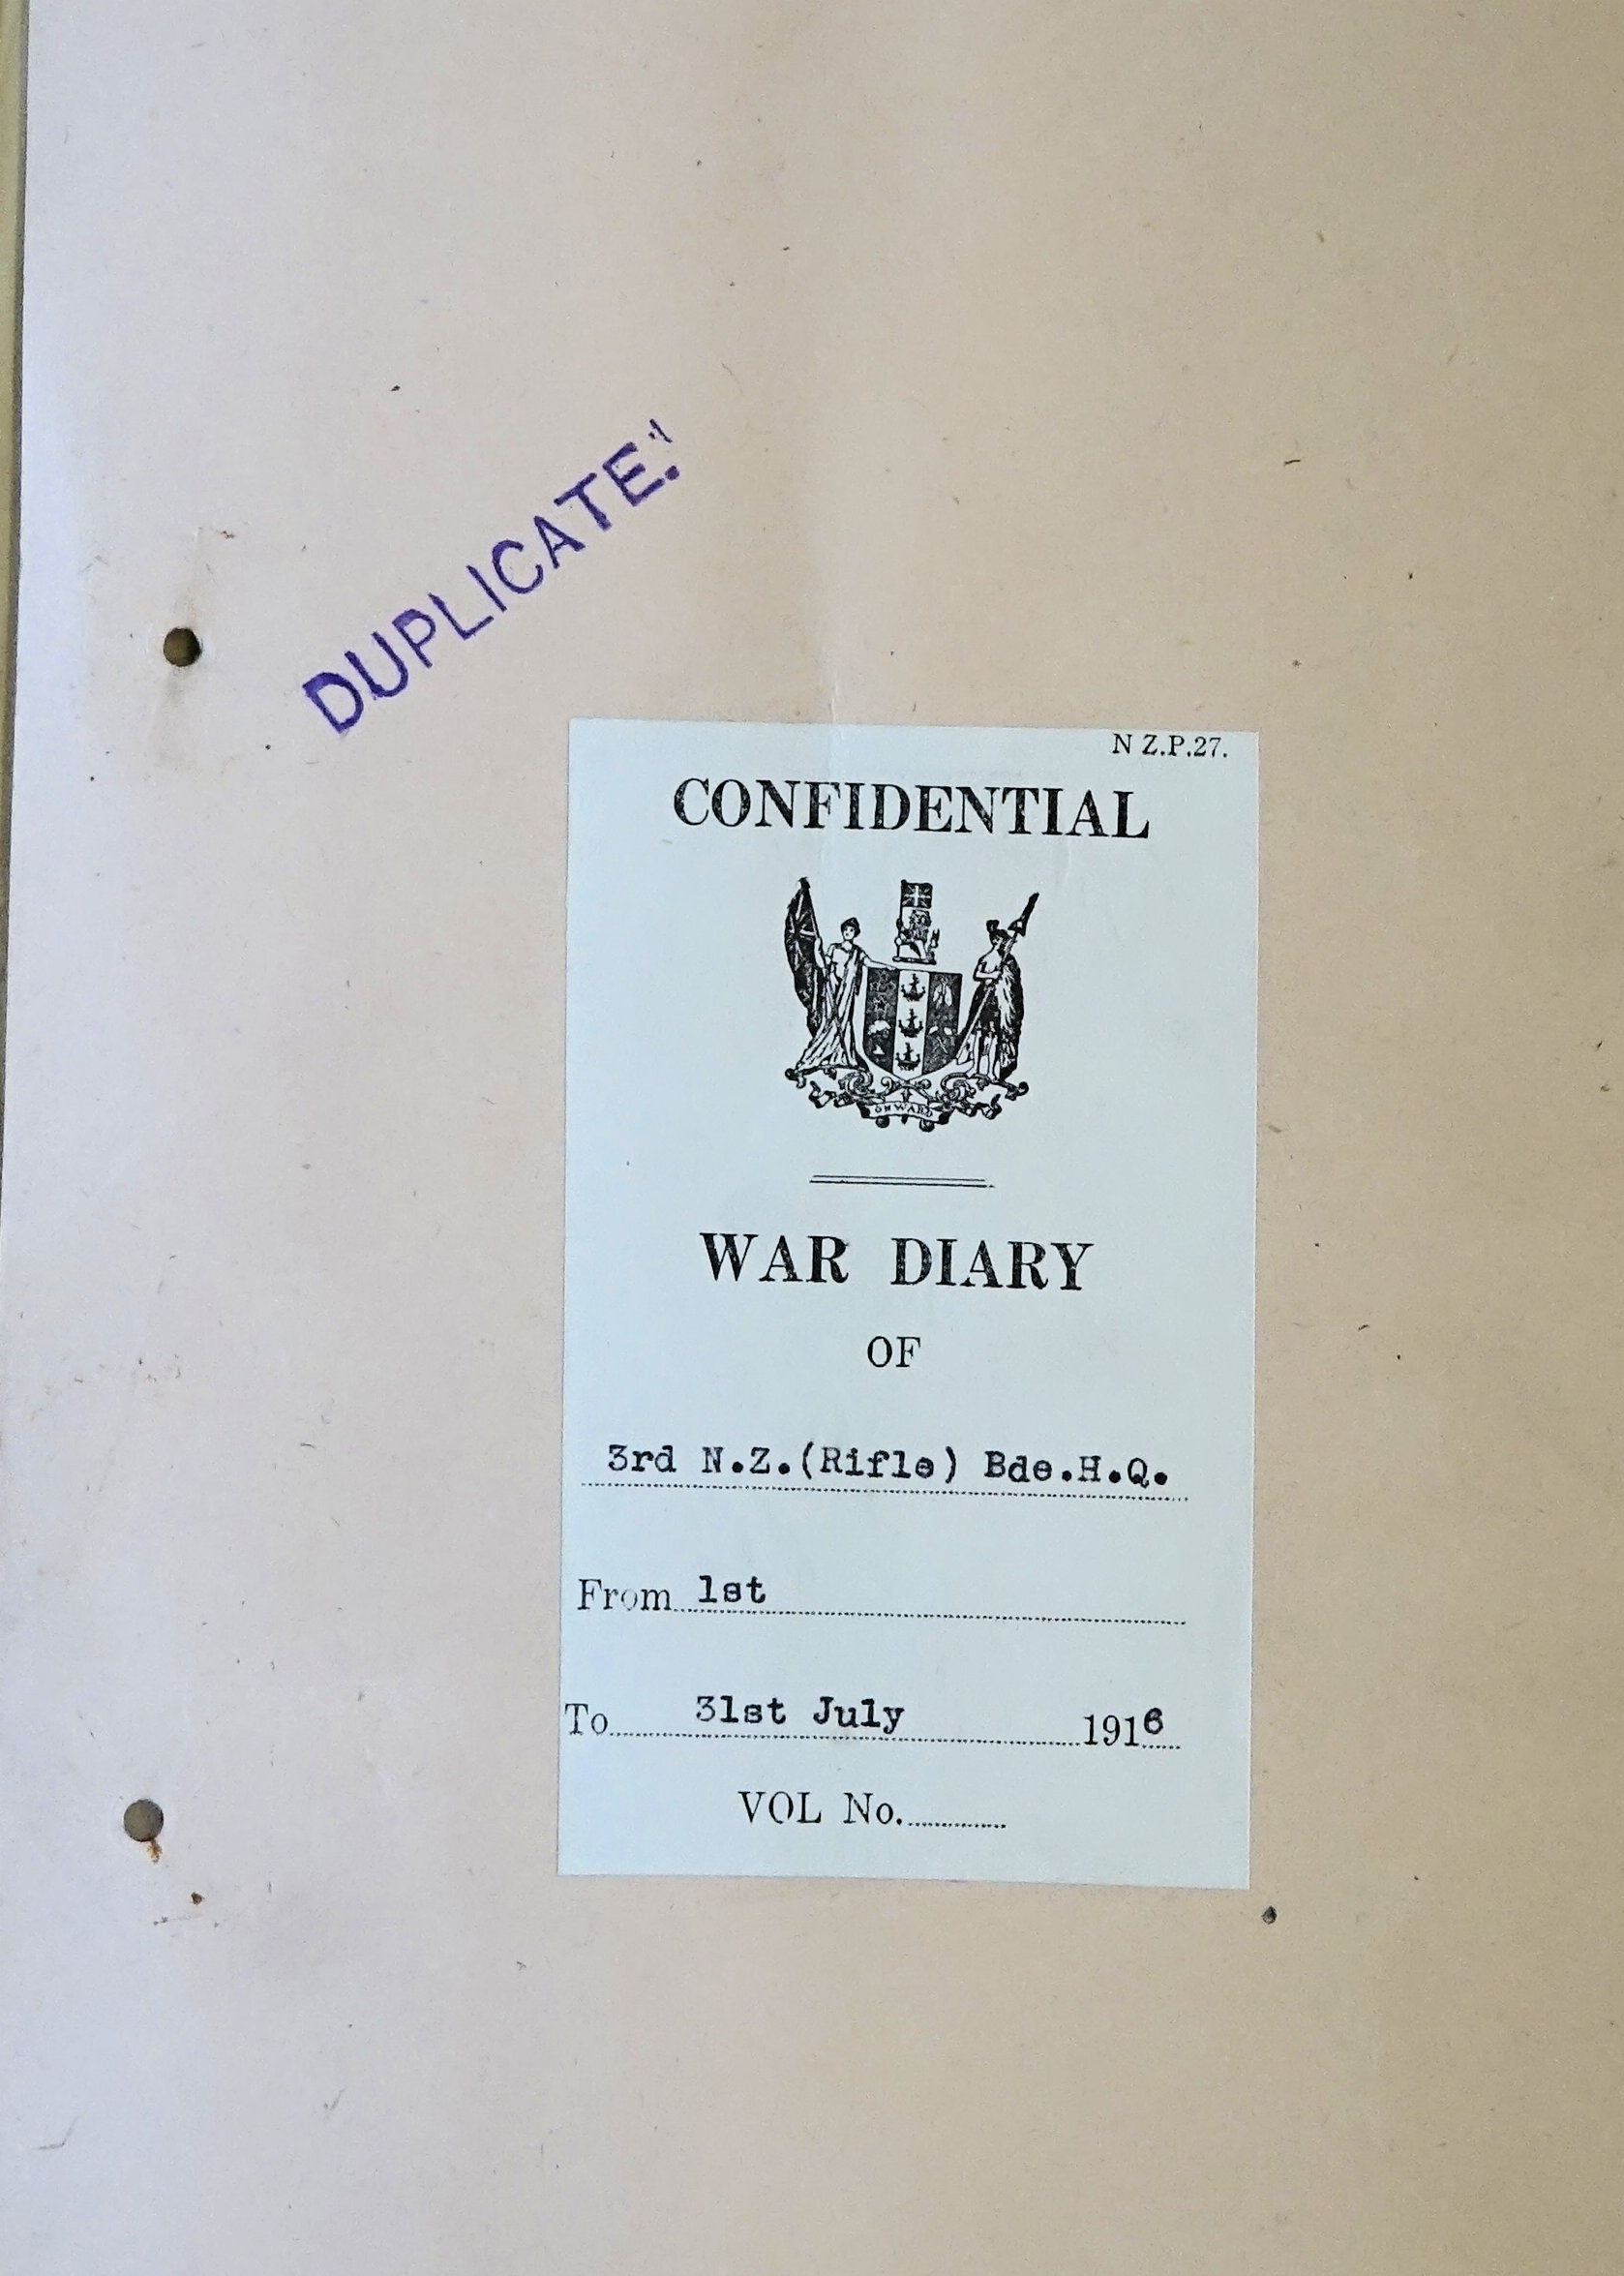 DUPLICATE."
N Z.P.27.
CONFIDENTIAL
ONWARD
WAR DIARY
OF
3rd N.Z.(Rifle) Bde.H.Q.
From 1st
To 31st July 1916
VOL No.